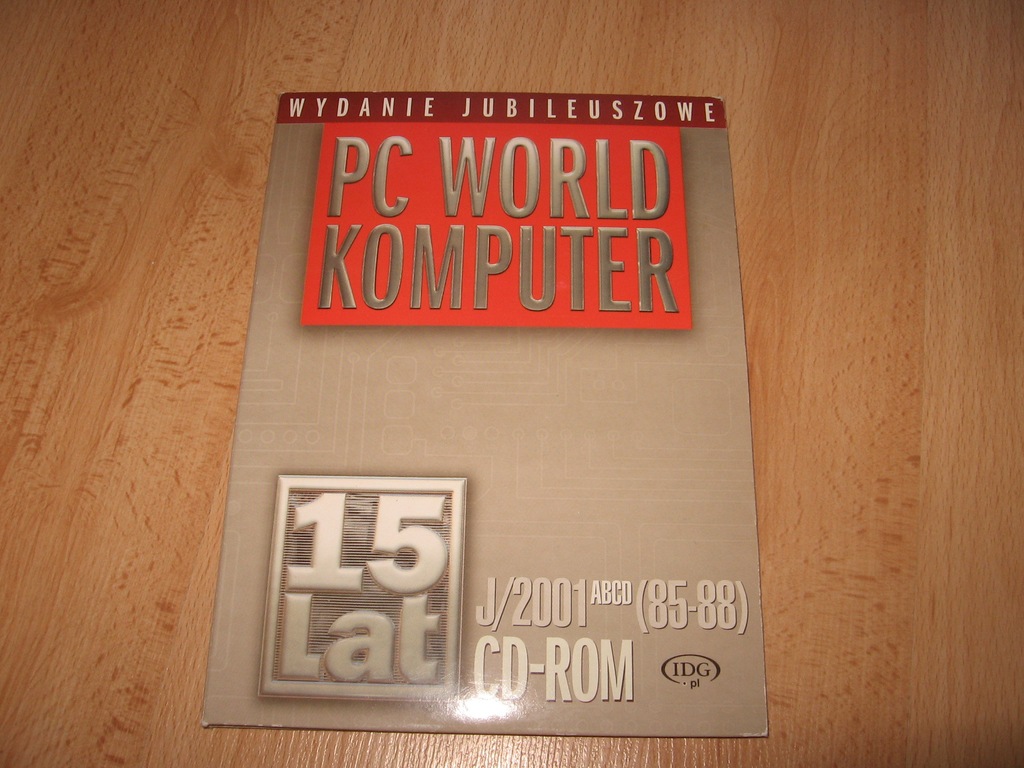 WYDANIE JUBILEUSZOWE
PC WORLD
KOMPUTER
15
Lat
J/2001 ABCD (85-88)
CD-ROM
IDG
.pl